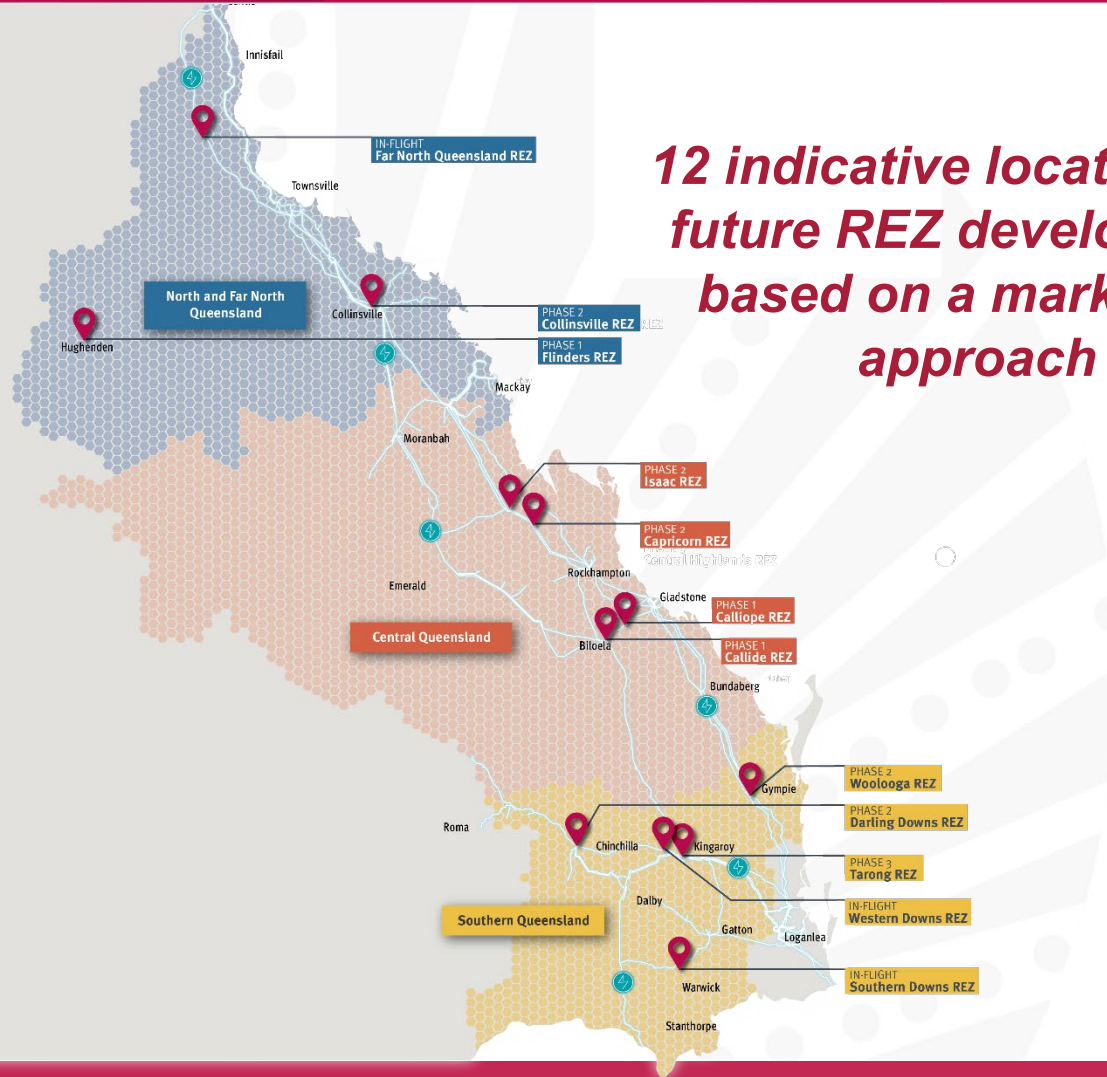 Innisfail
IN-FLIGHT
Far North Queensland REZ
12 indicative locat
future REZ develo
based on a mark
approach
Townsville
North and Far North
Queensland
Collinsville
PHASE 2
Collinsville REZ
Hughenden
PHASE 1
Flinders REZ
Mackay
Moranbah
PHASE 2
Isaac REZ
PHASE 2
Capricorn REZ
Central Highlands REZ
Rockhampton
Emerald
Gladstone
PHASE 1
Calliope REZ
Central Queensland
Biloela
PHASE 1
Callide REZ
Bundaberg
PHASE 2
Woolooga REZ
Gympie
PHASE 2
Darling Downs REZ
Roma
Chinchilla
Kingaroy
PHASE 3
Tarong REZ
Dalby
IN-FLIGHT
Western Downs REZ
Southern Queensland
Gatton
Loganlea
IN-FLIGHT
Southern Downs REZ
Warwick
Stanthorpe